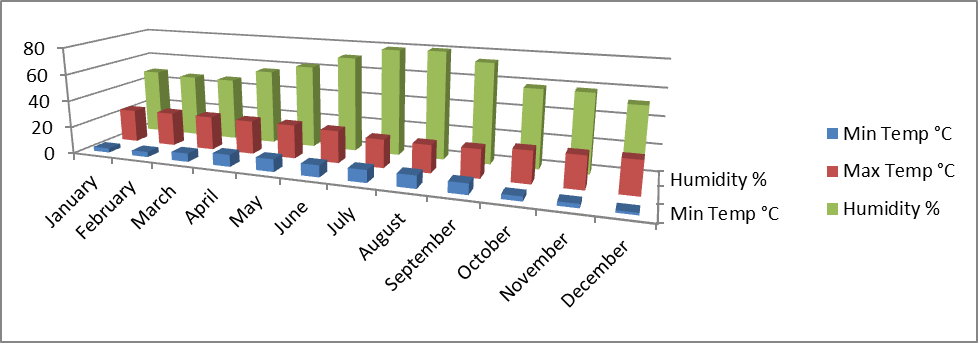 80
60
40
20
0
January
February
March
April
May
June
July
August
September
October
November
December
Humidity %
Min Temp °C
Min Temp °C
Max Temp °C
Humidity %